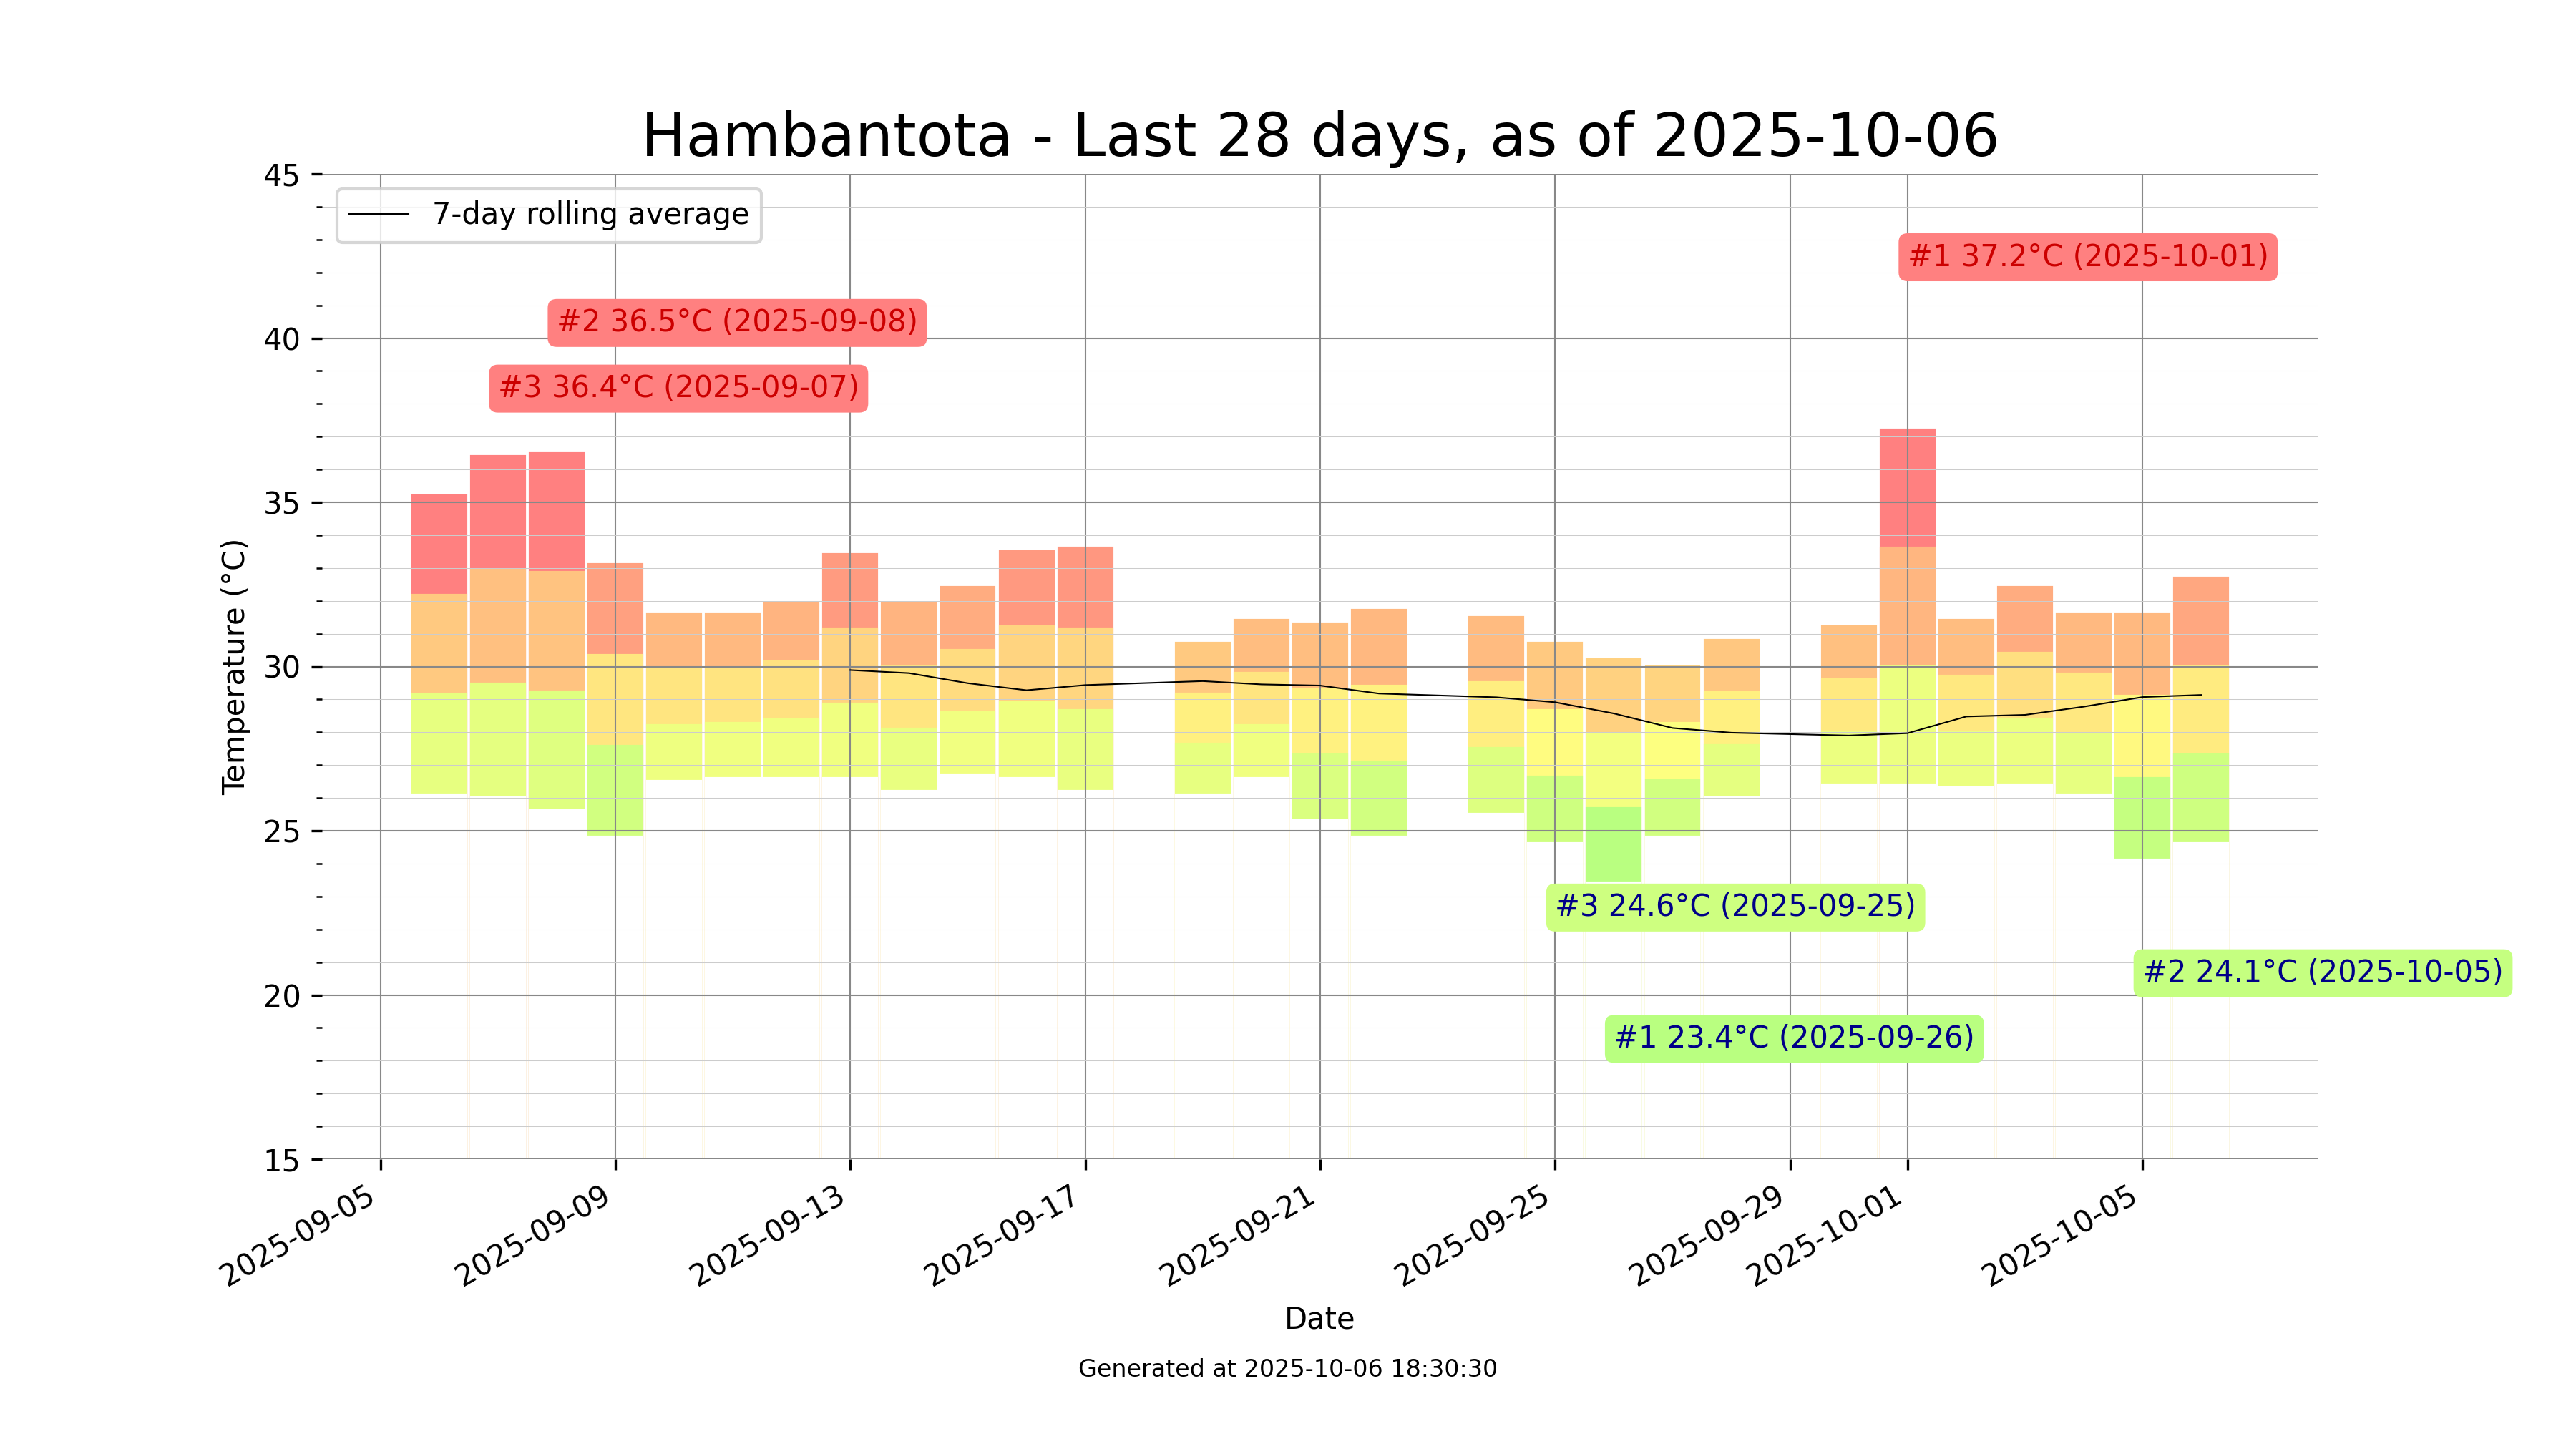 Hambantota - Last 28 days, as of 2025-10-06
45
7-day rolling average
#1 37.2°C (2025-10-01)
#2 36.5°C (2025-09-08)
40
#3 36.4°C (2025-09-07)
35
Temperature (°C)
30
25
#3 24.6°C (2025-09-25)
#2 24.1°C (2025-10-05)
20
#1 23.4°C (2025-09-26)
15
2025-09-05
2025-09-09
2025-09-13
2025-09-17
2025-09-21
2025-09-25
2025-09-29
2025-10-01
2025-10-05
Date
Generated at 2025-10-06 18:30:30